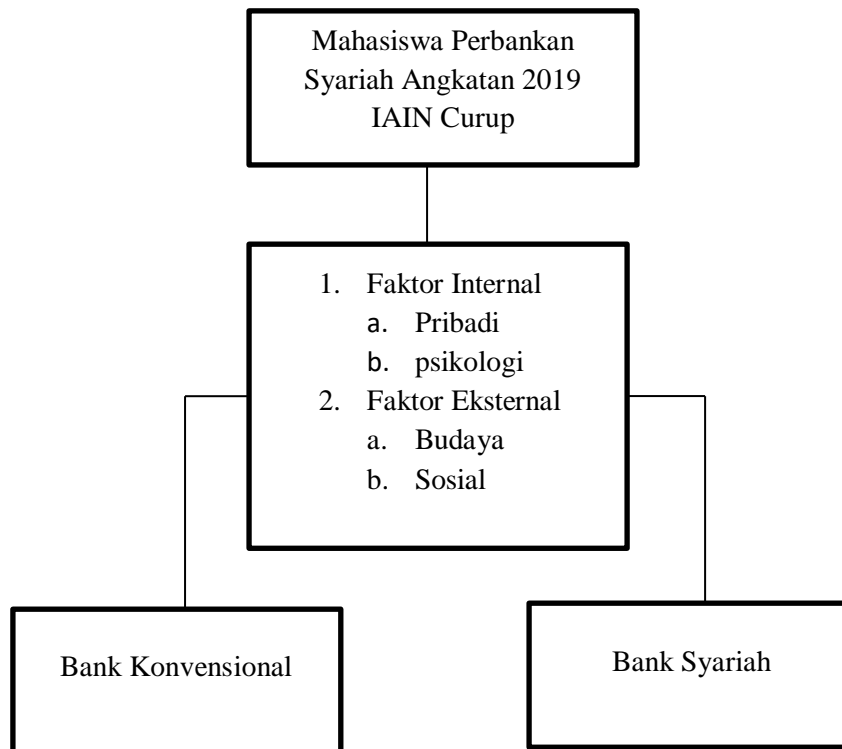 Mahasiswa Perbankan
Syariah Angkatan 2019
IAIN Curup
1. Faktor Internal
a. Pribadi
b. psikologi
2. Faktor Eksternal
a. Budaya
b. Sosial
Bank Konvensional
Bank Syariah